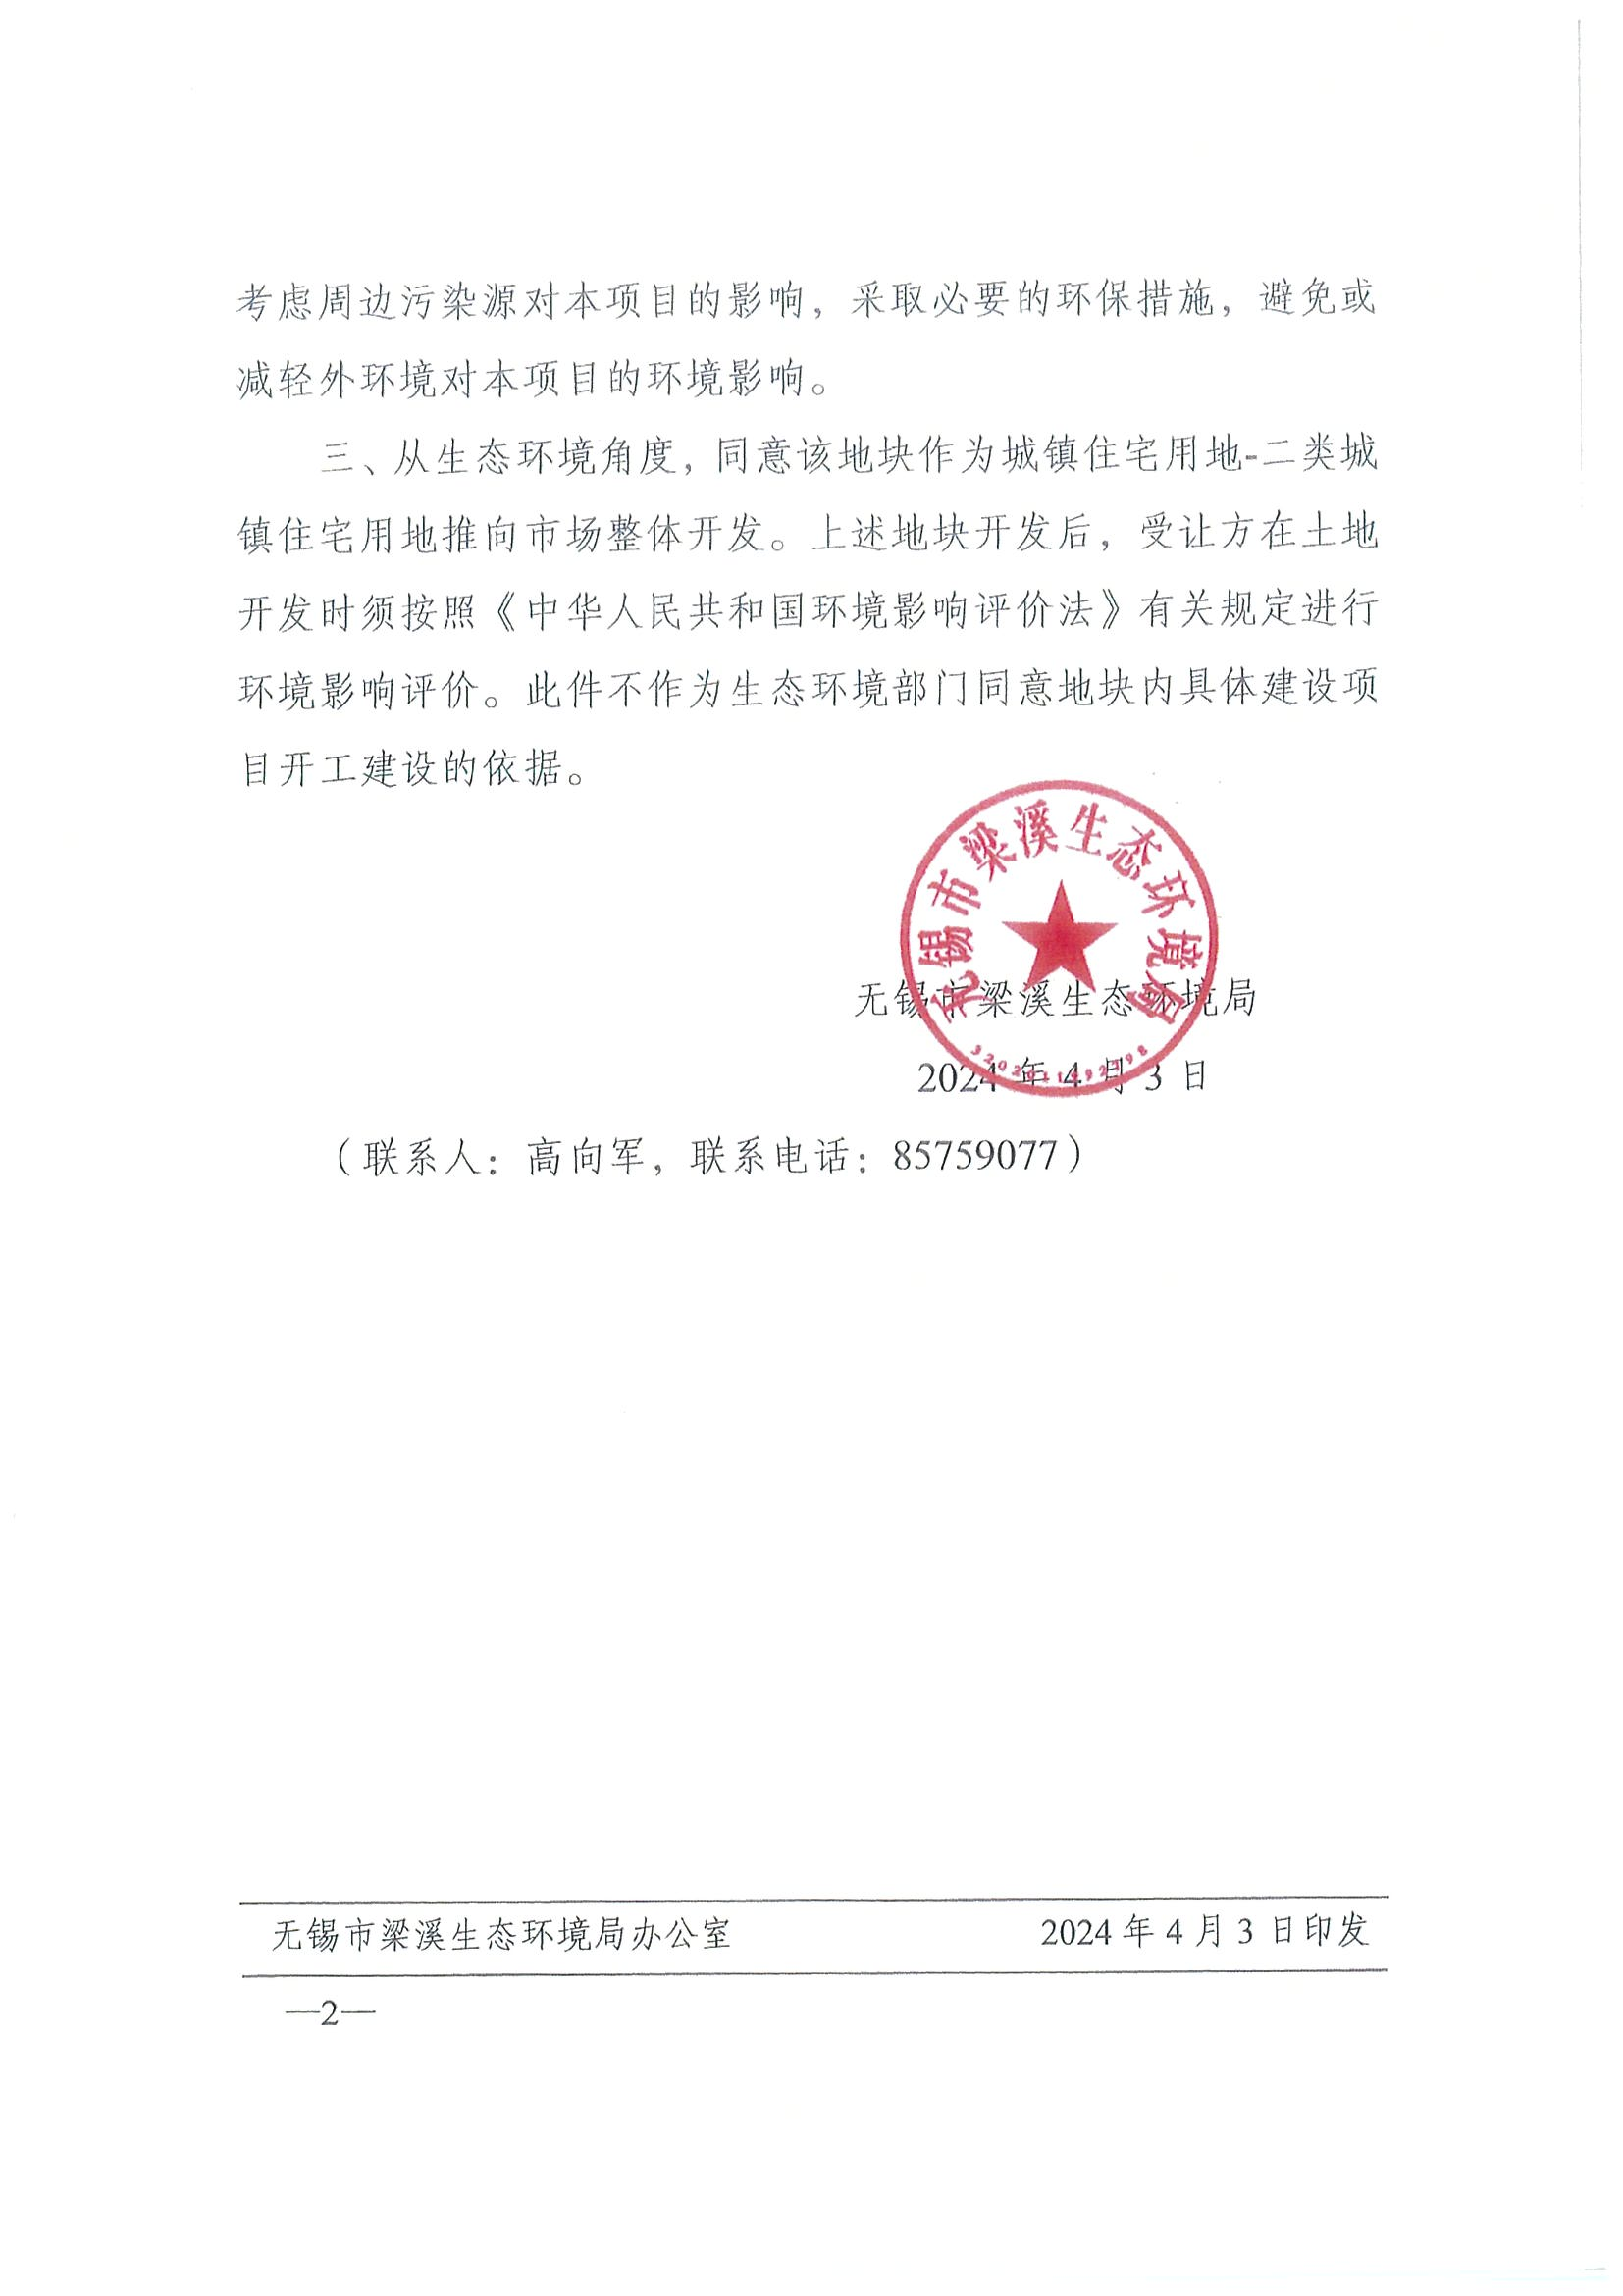 考虑周边污染源对本项目的影响，采取必要的环保措施，避免或
减轻外环境对本项目的环境影响。
三、从生态环境角度，同意该地块作为城镇住宅用地-二类城
镇住宅用地推向市场整体开发。上述地块开发后，受让方在土地
开发时须按照《中华人民共和国环境影响评价法》有关规定进行
环境影响评价。此件不作为生态环境部门同意地块内具体建设项
目开工建设的依据。
无锡市梁溪生态环境局
无锡市梁溪生态环境局
2024 年 4 月 3 日
（联系人：高向军，联系电话：85759077）
无锡市梁溪生态环境局办公室 2024 年 4 月 3 日印发
—2—